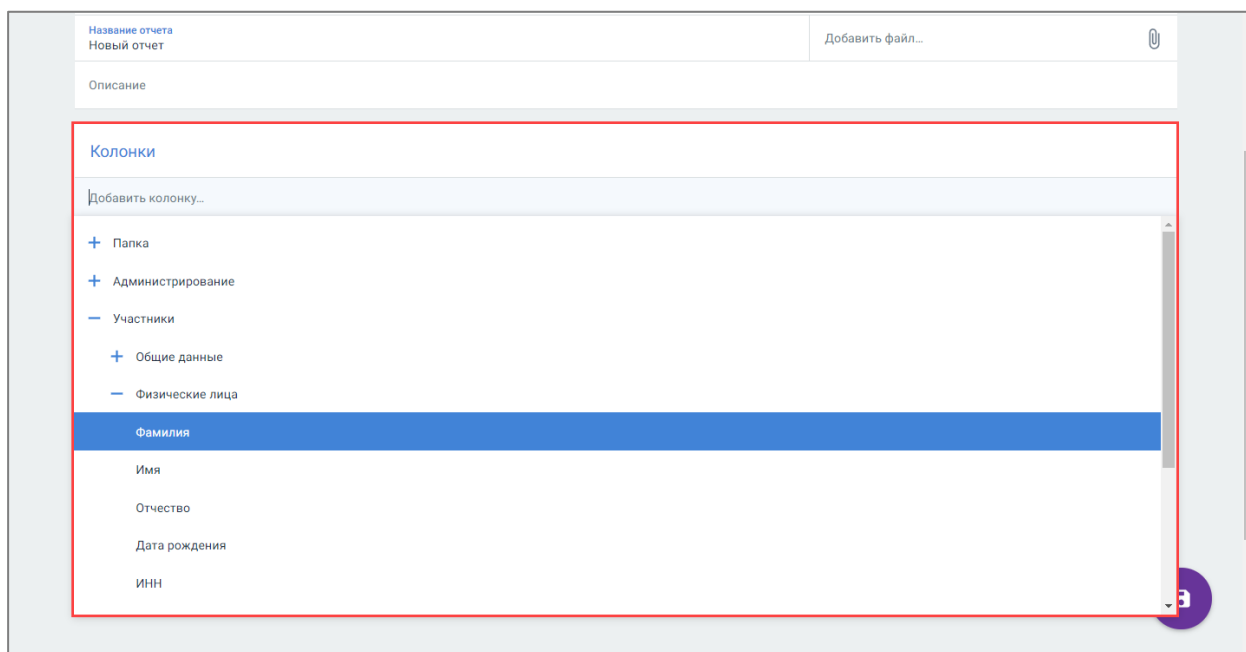 Название отчета
Новый отчет
Добавить файл...
Описание
Колонки
Добавить колонку...
Папка
Администрирование
Участники
Общие данные
Физические лица
Фамилия
Имя
Отчество
Дата рождения
ИНН